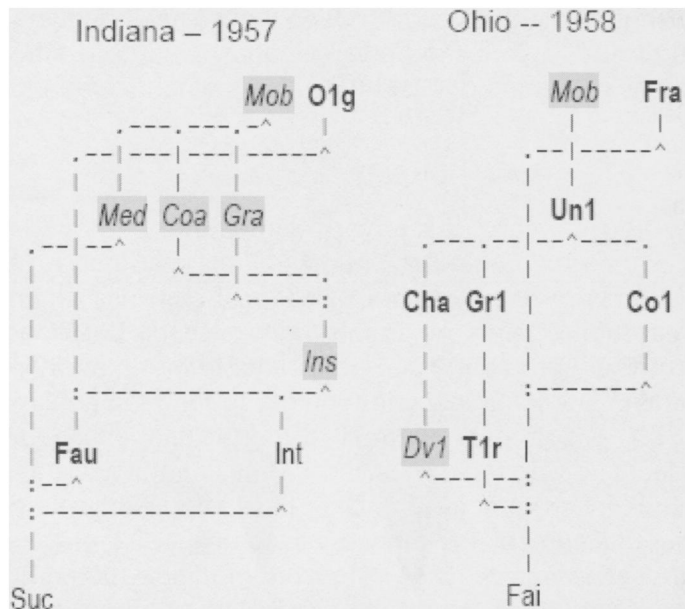 Indiana – 1957 Ohio -- 1958
Mob O1g Mob Fra
Med Coa Gra Un1
Cha Gr1 Co1
Ins
Fau Int Dv1 T1r
Suc Fai